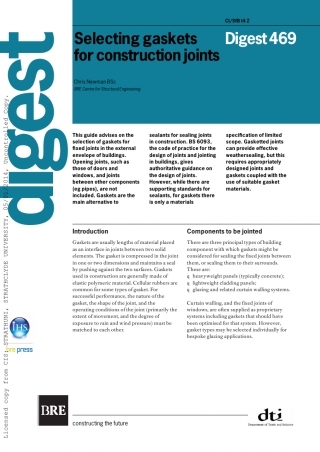 CI/SfB (4-) Z
Selecting gaskets
for construction joints
Digest 469
digest
Chris Newman BSc
BRE Centre for Structural Engineering
This guide advises on the
selection of gaskets for
fixed joints in the external
envelope of buildings.
Opening joints, such as
those of doors and
windows, and joints
between other components
(eg pipes), are not
included. Gaskets are the
main alternative to
sealants for sealing joints
in construction. BS 6093,
the code of practice for the
design of joints and jointing
in buildings, gives
authoritative guidance on
the design of joints.
However, while there are
supporting standards for
sealants, for gaskets there
is only a materials
specification of limited
scope. Gasketted joints
can provide effective
weathersealing, but this
requires appropriately
designed joints and
gaskets coupled with the
use of suitable gasket
materials.
Introduction
Gaskets are usually lengths of material placed
as an interface in joints between two solid
elements. The gasket is compressed in the joint
in one or two dimensions and maintains a seal
by pushing against the two surfaces. Gaskets
used in construction are generally made of
elastic polymeric material. Cellular rubbers are
common for some types of gasket. For
successful performance, the nature of the
gasket, the shape of the joint, and the
operating conditions of the joint (primarily the
extent of movement, and the degree of
exposure to rain and wind pressure) must be
matched to each other.
Components to be jointed
There are three principal types of building
component with which gaskets might be
considered for sealing the fixed joints between
them, or sealing them to their surrounds.
These are:
heavyweight panels (typically concrete);
lightweight cladding panels;
glazing and related curtain walling systems.
Curtain walling, and the fixed joints of
windows, are often supplied as proprietary
systems including gaskets that should have
been optimised for that system. However,
gasket types may be selected individually for
bespoke glazing applications.
IHS
press
BRE
constructing the future
dti
Department of Trade and Industry
Licensed copy from CIS: STRATHUNI, STRATHCLYDE UNIVERSITY, Uncontrolled Copy.